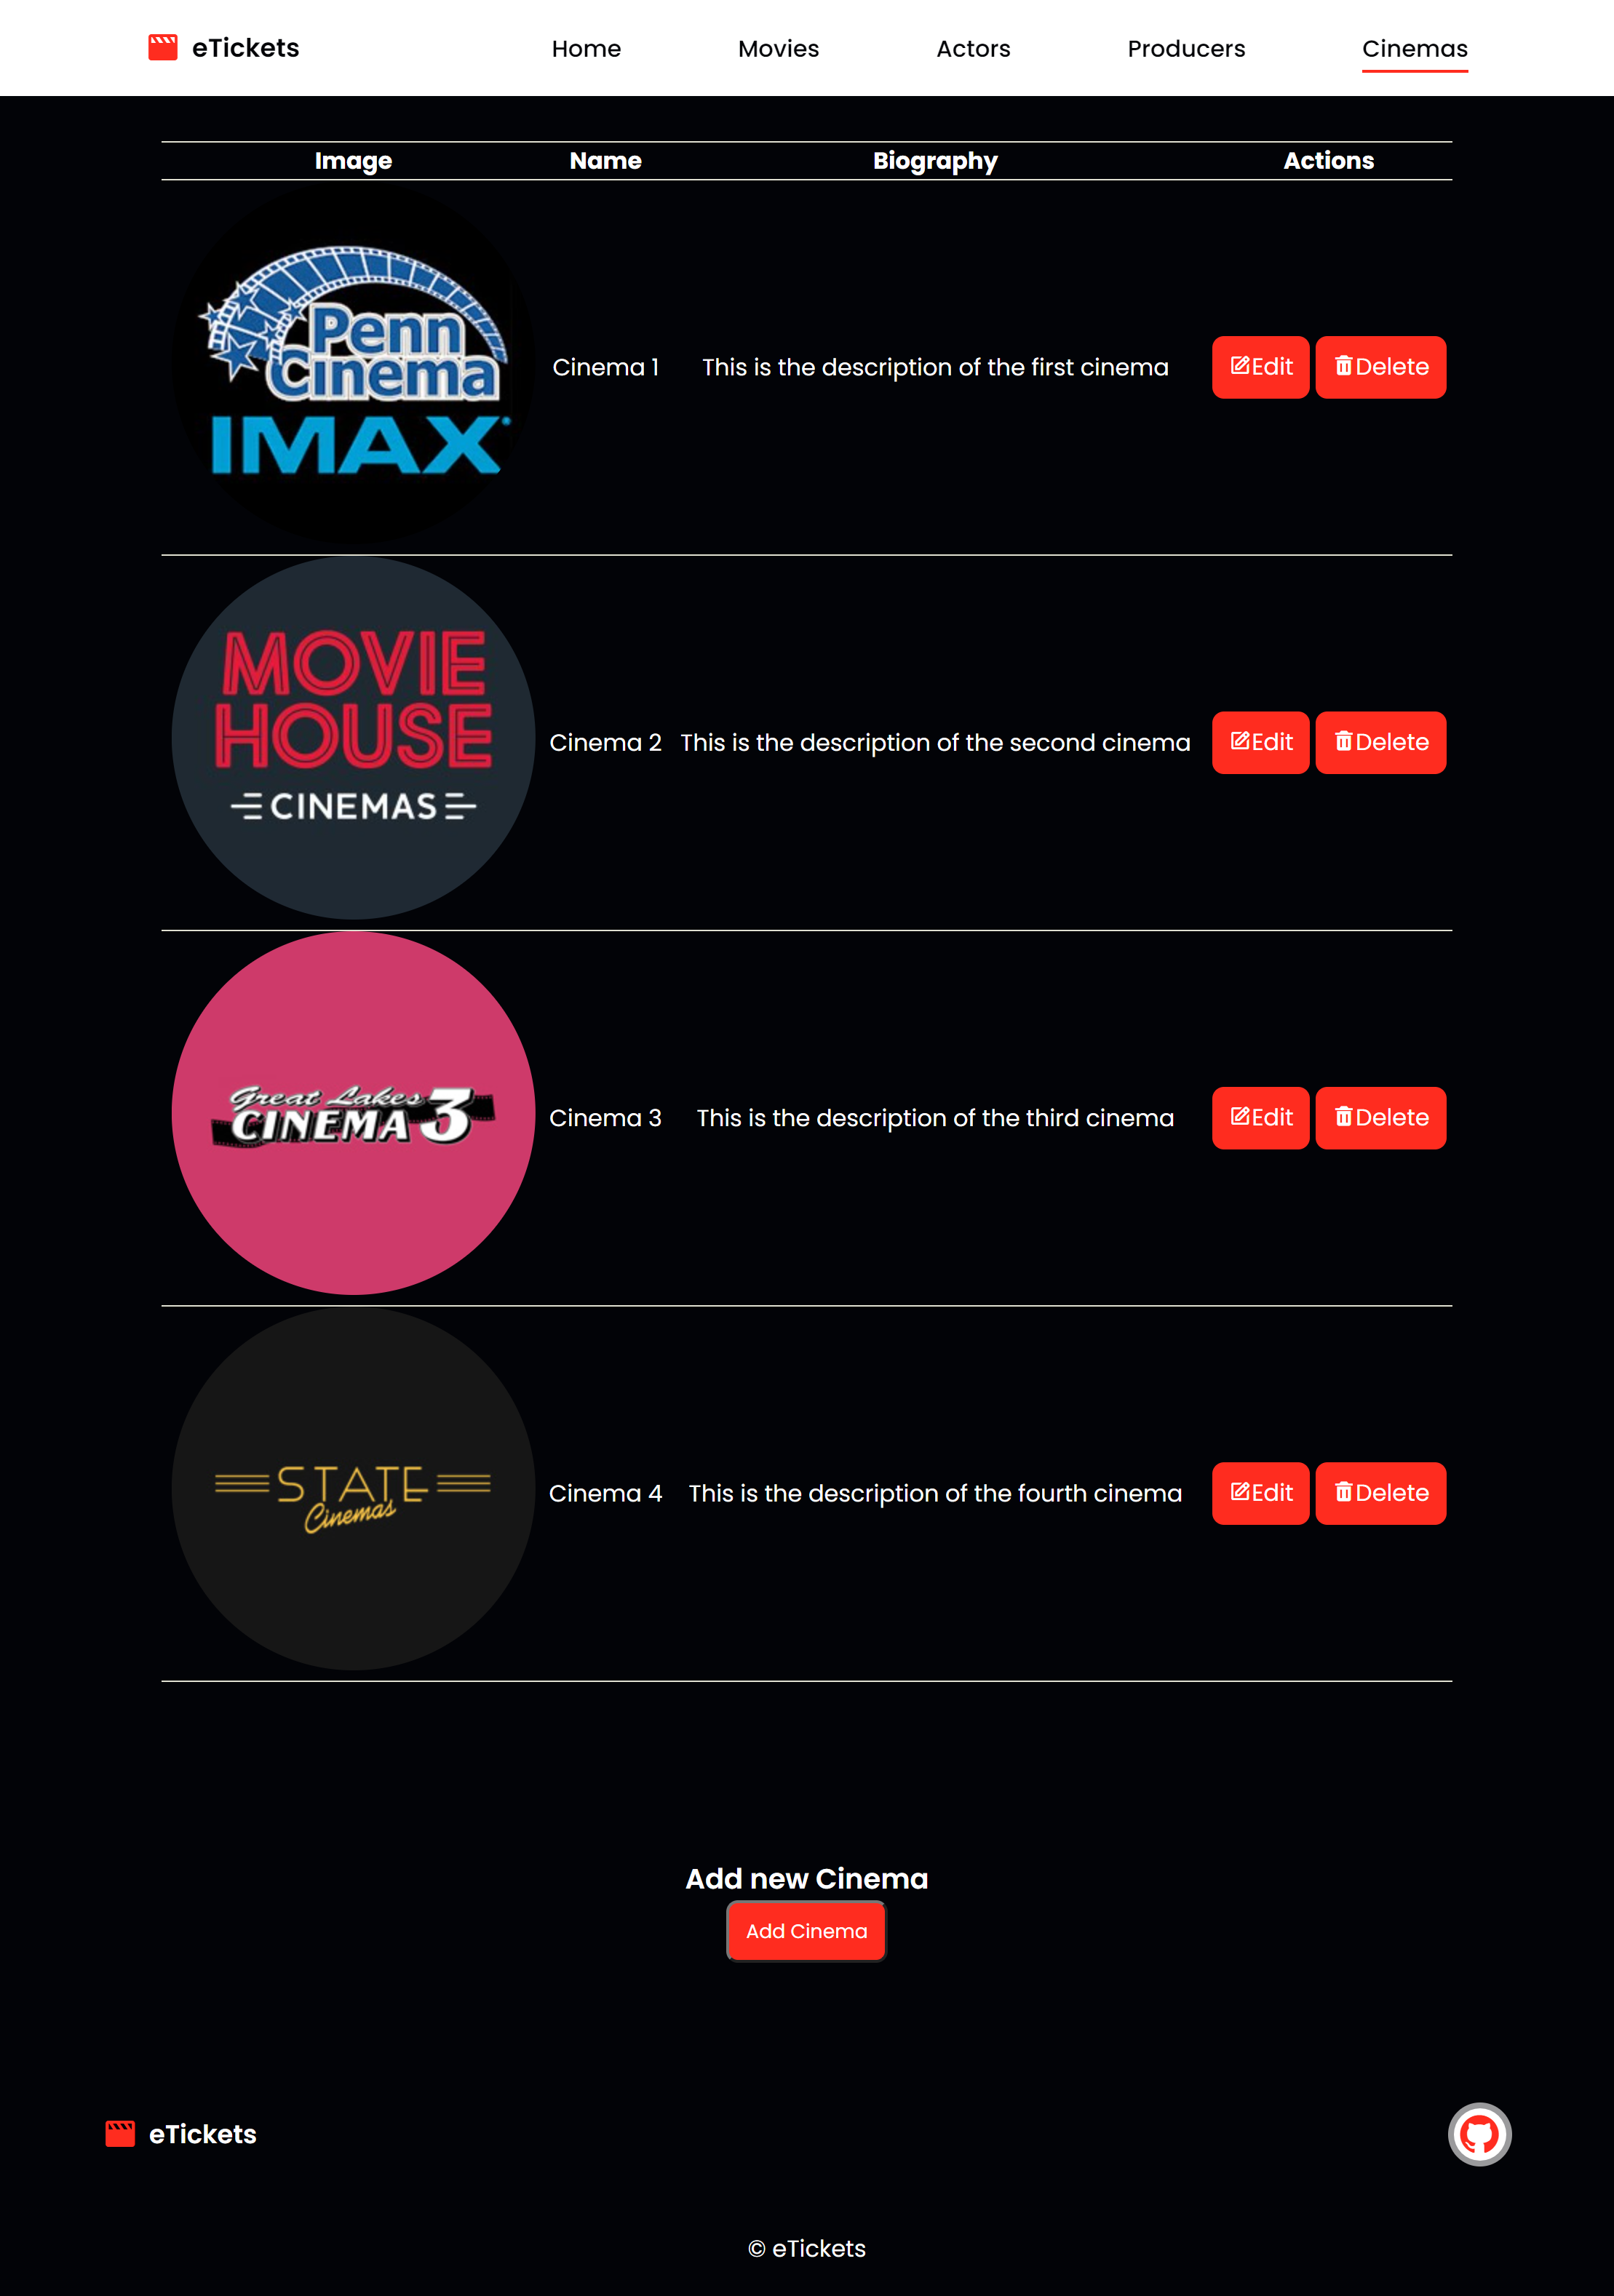 eTickets Home Movies Actors Producers Cinemas
Image Name Biography Actions
Penn
Cinema
IMAX
Cinema 1 This is the description of the first cinema Edit Delete
MOVIE
HOUSE
CINEMAS
Cinema 2 This is the description of the second cinema Edit Delete
Great Lakes
CINEMA 3
Cinema 3 This is the description of the third cinema Edit Delete
STATE
Cinemas
Cinema 4 This is the description of the fourth cinema Edit Delete
Add new Cinema
Add Cinema
eTickets
© eTickets